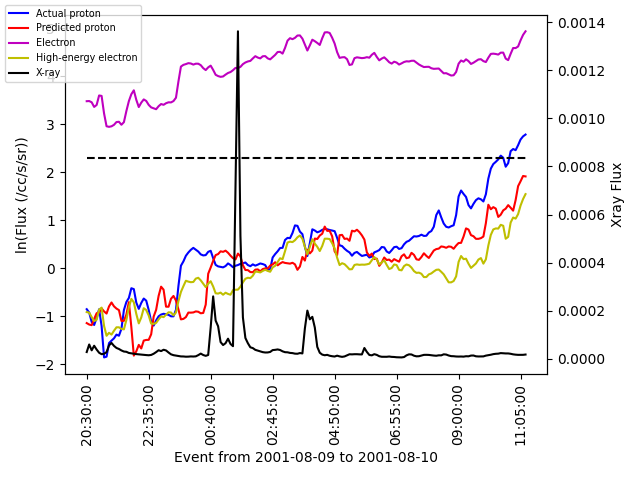 Actual proton
Predicted proton
Electron
High-energy electron
X-ray
3
2
1
0
−1
−2
ln(Flux (/cc/s/sr))
0.0014
0.0012
0.0010
0.0008
0.0006
0.0004
0.0002
0.0000
Xray Flux
20:30:00
22:35:00
00:40:00
02:45:00
04:50:00
06:55:00
09:00:00
11:05:00
Event from 2001-08-09 to 2001-08-10